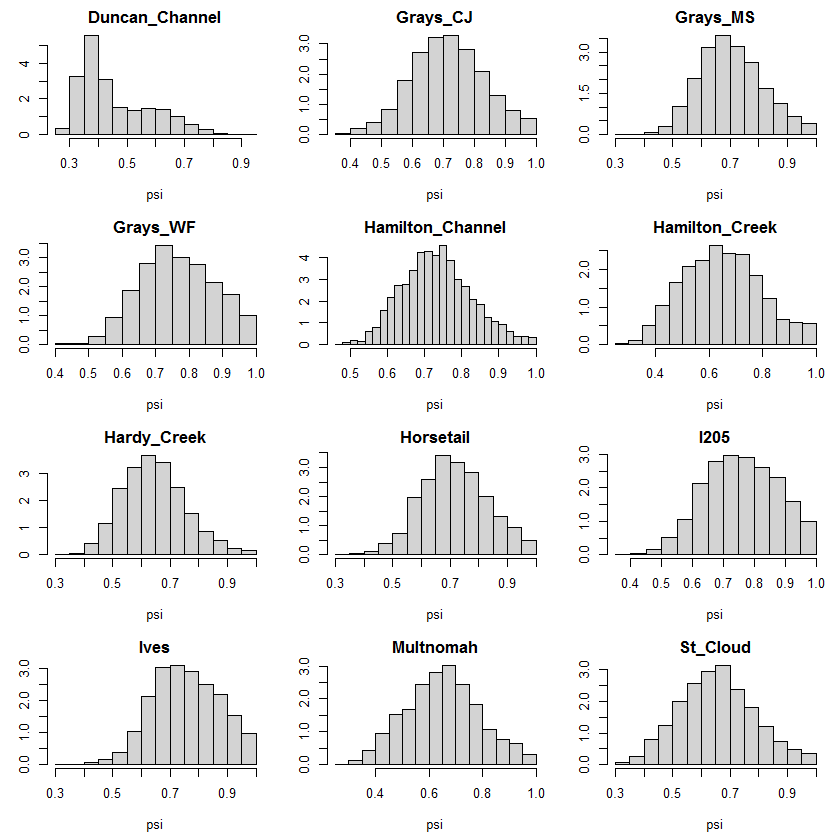 Duncan_Channel Grays_CJ Grays_MS
0 2 4
0.3 0.5 0.7 0.9
psi
0.0 1.0 2.0 3.0
0.4 0.5 0.6 0.7 0.8 0.9 1.0
psi
0.0 1.5 3.0
0.3 0.5 0.7 0.9
psi
Grays_WF Hamilton_Channel Hamilton_Creek
0.0 1.0 2.0 3.0
0.4 0.5 0.6 0.7 0.8 0.9 1.0
psi
0 1 2 3 4
0.5 0.6 0.7 0.8 0.9 1.0
psi
0.0 1.0 2.0
0.4 0.6 0.8 1.0
psi
Hardy_Creek Horsetail I205
0 1 2 3
0.3 0.5 0.7 0.9
psi
0.0 1.0 2.0 3.0
0.3 0.5 0.7 0.9
psi
0.0 1.0 2.0 3.0
0.4 0.5 0.6 0.7 0.8 0.9 1.0
psi
Ives Multnomah St_Cloud
0.0 1.0 2.0 3.0
0.3 0.5 0.7 0.9
psi
0.0 1.0 2.0 3.0
0.4 0.6 0.8 1.0
psi
0.0 1.0 2.0 3.0
0.3 0.5 0.7 0.9
psi